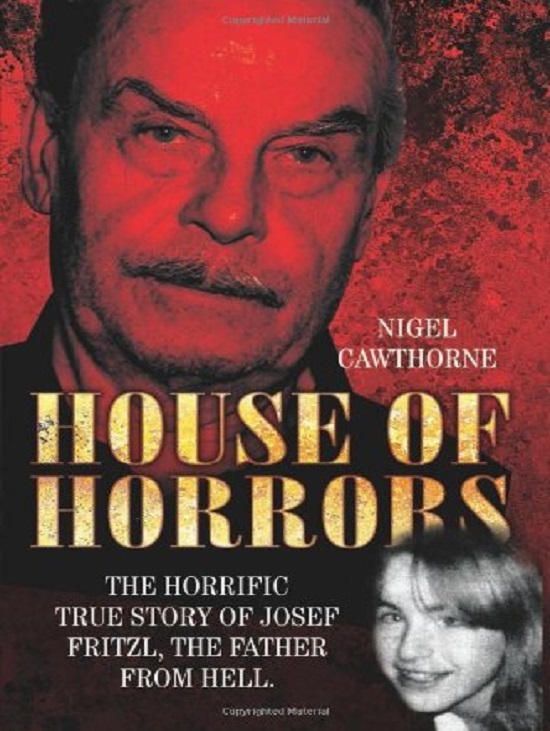 Copyrighted Material
NIGEL
CAWTHORNE
HOUSE OF
HORRORS
THE HORRIFIC
TRUE STORY OF JOSEF
FRITZL, THE FATHER
FROM HELL.
Copyrighted Material